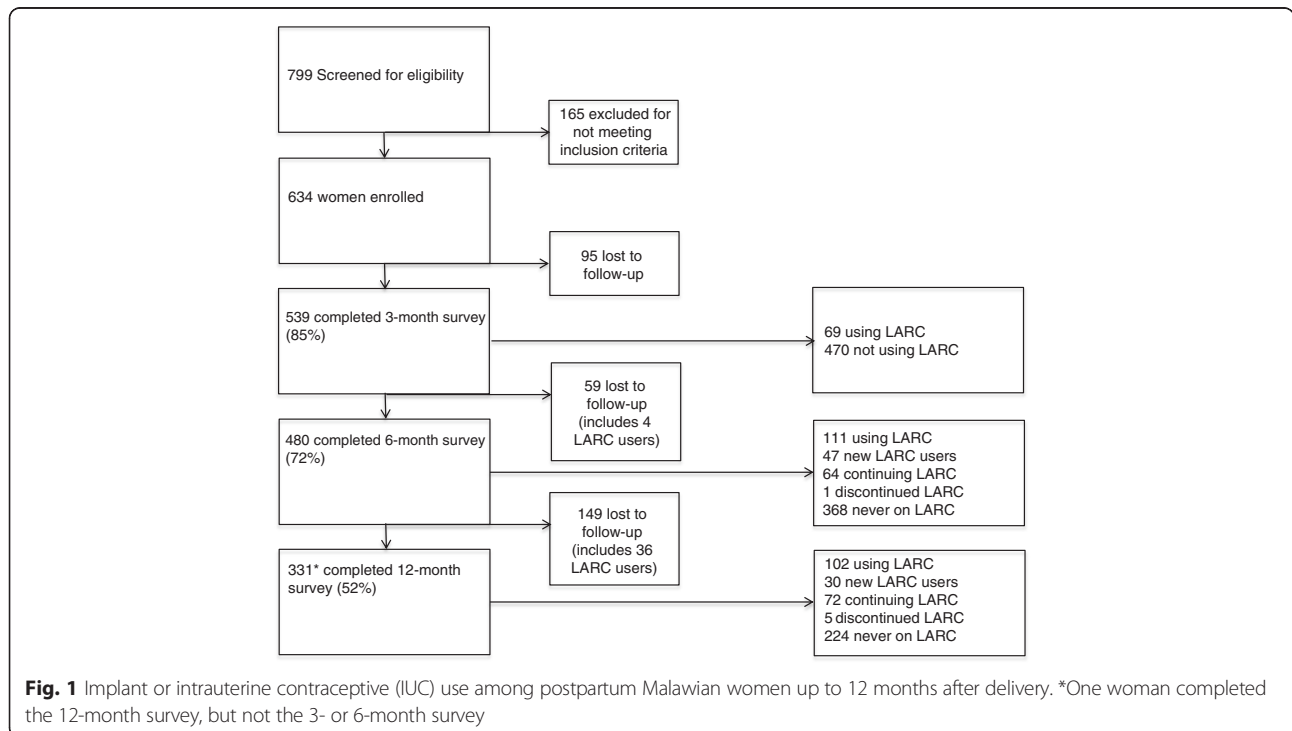 799 Screened for eligibility
165 excluded for
not meeting
inclusion criteria
634 women enrolled
95 lost to
follow-up
539 completed 3-month survey
(85%)
69 using LARC
470 not using LARC
59 lost to
follow-up
(includes 4
LARC users)
480 completed 6-month survey
(72%)
111 using LARC
47 new LARC users
64 continuing LARC
1 discontinued LARC
368 never on LARC
149 lost to
follow-up
(includes 36
LARC users)
331* completed 12-month
survey (52%)
102 using LARC
30 new LARC users
72 continuing LARC
5 discontinued LARC
224 never on LARC
Fig. 1 Implant or intrauterine contraceptive (IUC) use among postpartum Malawian women up to 12 months after delivery. *One woman completed
the 12-month survey, but not the 3- or 6-month survey